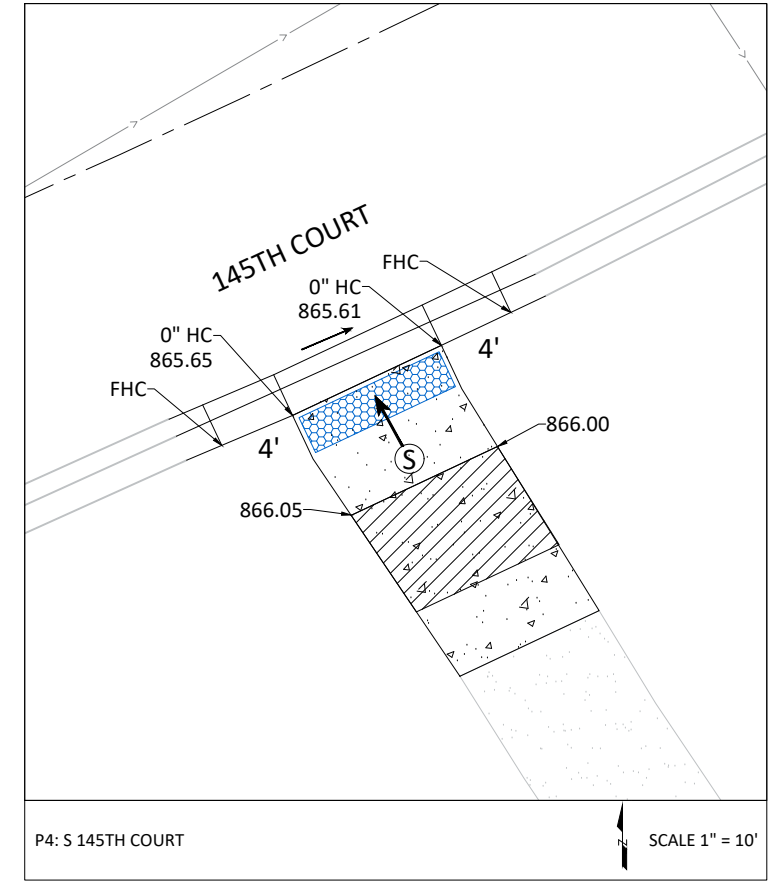 145TH COURT
FHC
0" HC
865.61
0" HC
865.65
FHC
4'
4'
866.00
S
866.05
P4: S 145TH COURT
N
SCALE 1" = 10'